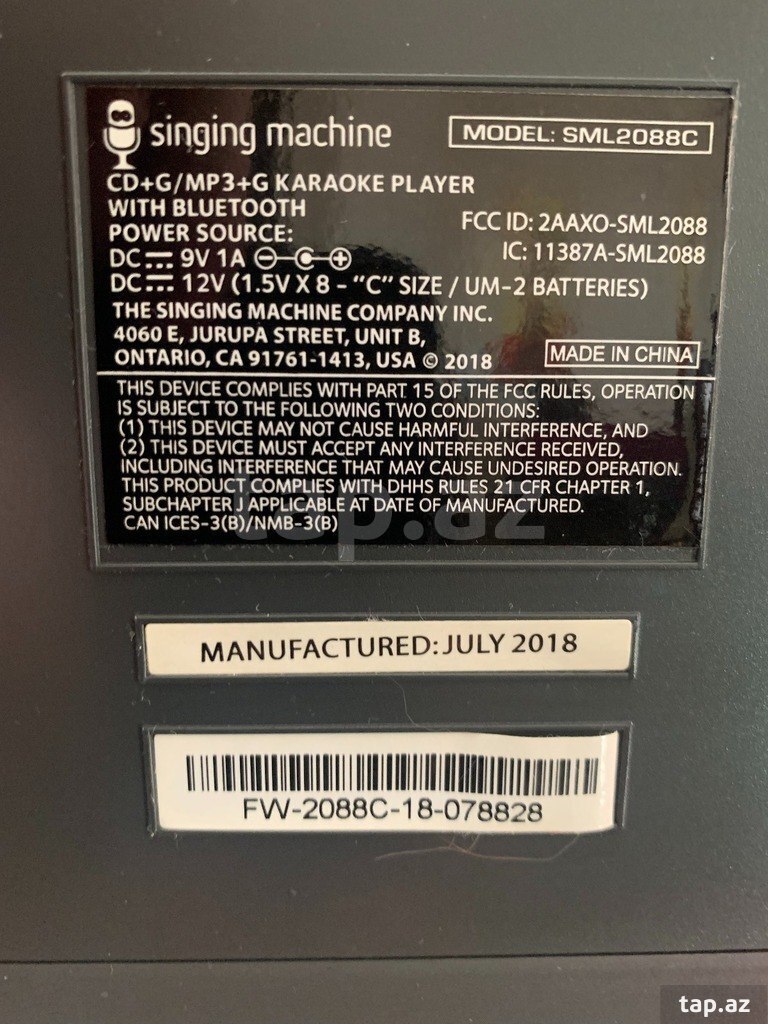 singing machine
MODEL: SML2088C
CD+G/MP3+G KARAOKE PLAYER
WITH BLUETOOTH
POWER SOURCE:
FCC ID: 2AAXO-SML2088
IC: 11387A-SML2088
DC 9V 1A
DC 12V (1.5V X 8 - "C" SIZE / UM-2 BATTERIES)
THE SINGING MACHINE COMPANY INC.
4060 E, JURUPA STREET, UNIT B,
ONTARIO, CA 91761-1413, USA © 2018
MADE IN CHINA
THIS DEVICE COMPLIES WITH PART 15 OF THE FCC RULES, OPERATION
IS SUBJECT TO THE FOLLOWING TWO CONDITIONS:
(1) THIS DEVICE MAY NOT CAUSE HARMFUL INTERFERENCE, AND
(2) THIS DEVICE MUST ACCEPT ANY INTERFERENCE RECEIVED,
INCLUDING INTERFERENCE THAT MAY CAUSE UNDESIRED OPERATION.
THIS PRODUCT COMPLIES WITH DHHS RULES 21 CFR CHAPTER 1,
SUBCHAPTER J APPLICABLE AT DATE OF MANUFACTURED.
CAN ICES-3(B)/NMB-3(B)
tap.az
MANUFACTURED: JULY 2018
FW-2088C-18-078828
tap.az